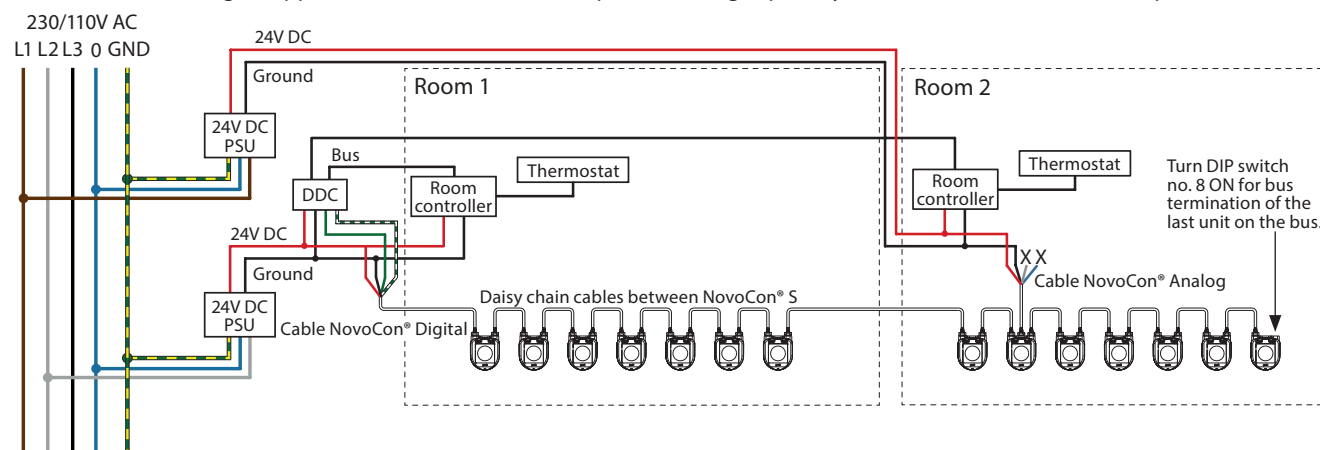 230/110V AC
L1 L2 L3 0 GND
24V DC
Ground
24V DC
PSU
Room 1
Room 2
Bus
DDC
Room
controller
Thermostat
Room
controller
Thermostat
Turn DIP switch
no. 8 ON for bus
termination of the
last unit on the bus.
24V DC
Ground
24V DC
PSU
Cable NovoCon® Digital
Daisy chain cables between NovoCon® S
X X
Cable NovoCon® Analog